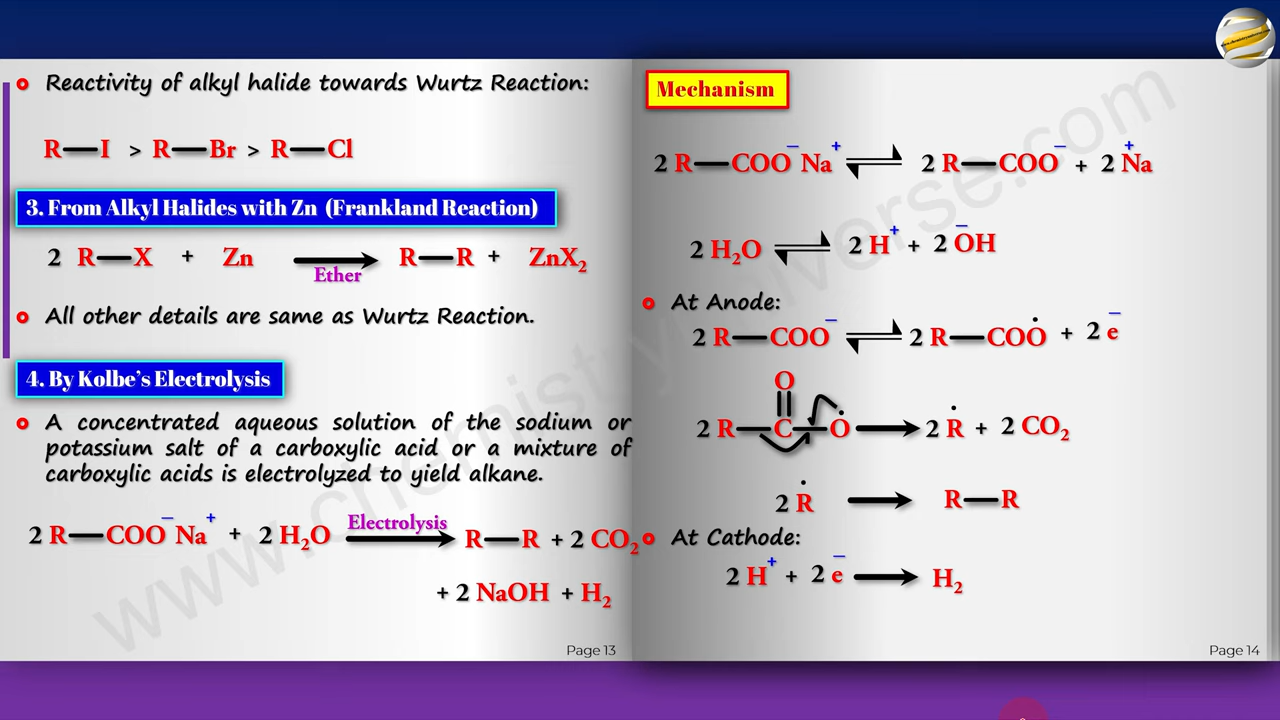 Reactivity of alkyl halide towards Wurtz Reaction:
R—I > R—Br > R—Cl
3. From Alkyl Halides with Zn (Frankland Reaction)
2 R—X + Zn ⟶ R—R + ZnX₂
Ether
All other details are same as Wurtz Reaction.
4. By Kolbe's Electrolysis
A concentrated aqueous solution of the sodium or
potassium salt of a carboxylic acid or a mixture of
carboxylic acids is electrolyzed to yield alkane.
Electrolysis
2 R—COO⁻ Na⁺ + 2 H₂O ⟶ R—R + 2 CO₂
+ 2 NaOH + H₂
Page 13
Mechanism
2 R—COO⁻ Na⁺ ⇌ 2 R—COO⁻ + 2 Na⁺
2 H₂O ⇌ 2 H⁺ + 2 ⁻OH
At Anode:
2 R—COO⁻ ⇌ 2 R—COO• + 2 e⁻
O
2 R—C—O• ⟶ 2 R• + 2 CO₂
2 R• ⟶ R—R
At Cathode:
2 H⁺ + 2 e⁻ ⟶ H₂
Page 14
www.chemistryuniverse.com